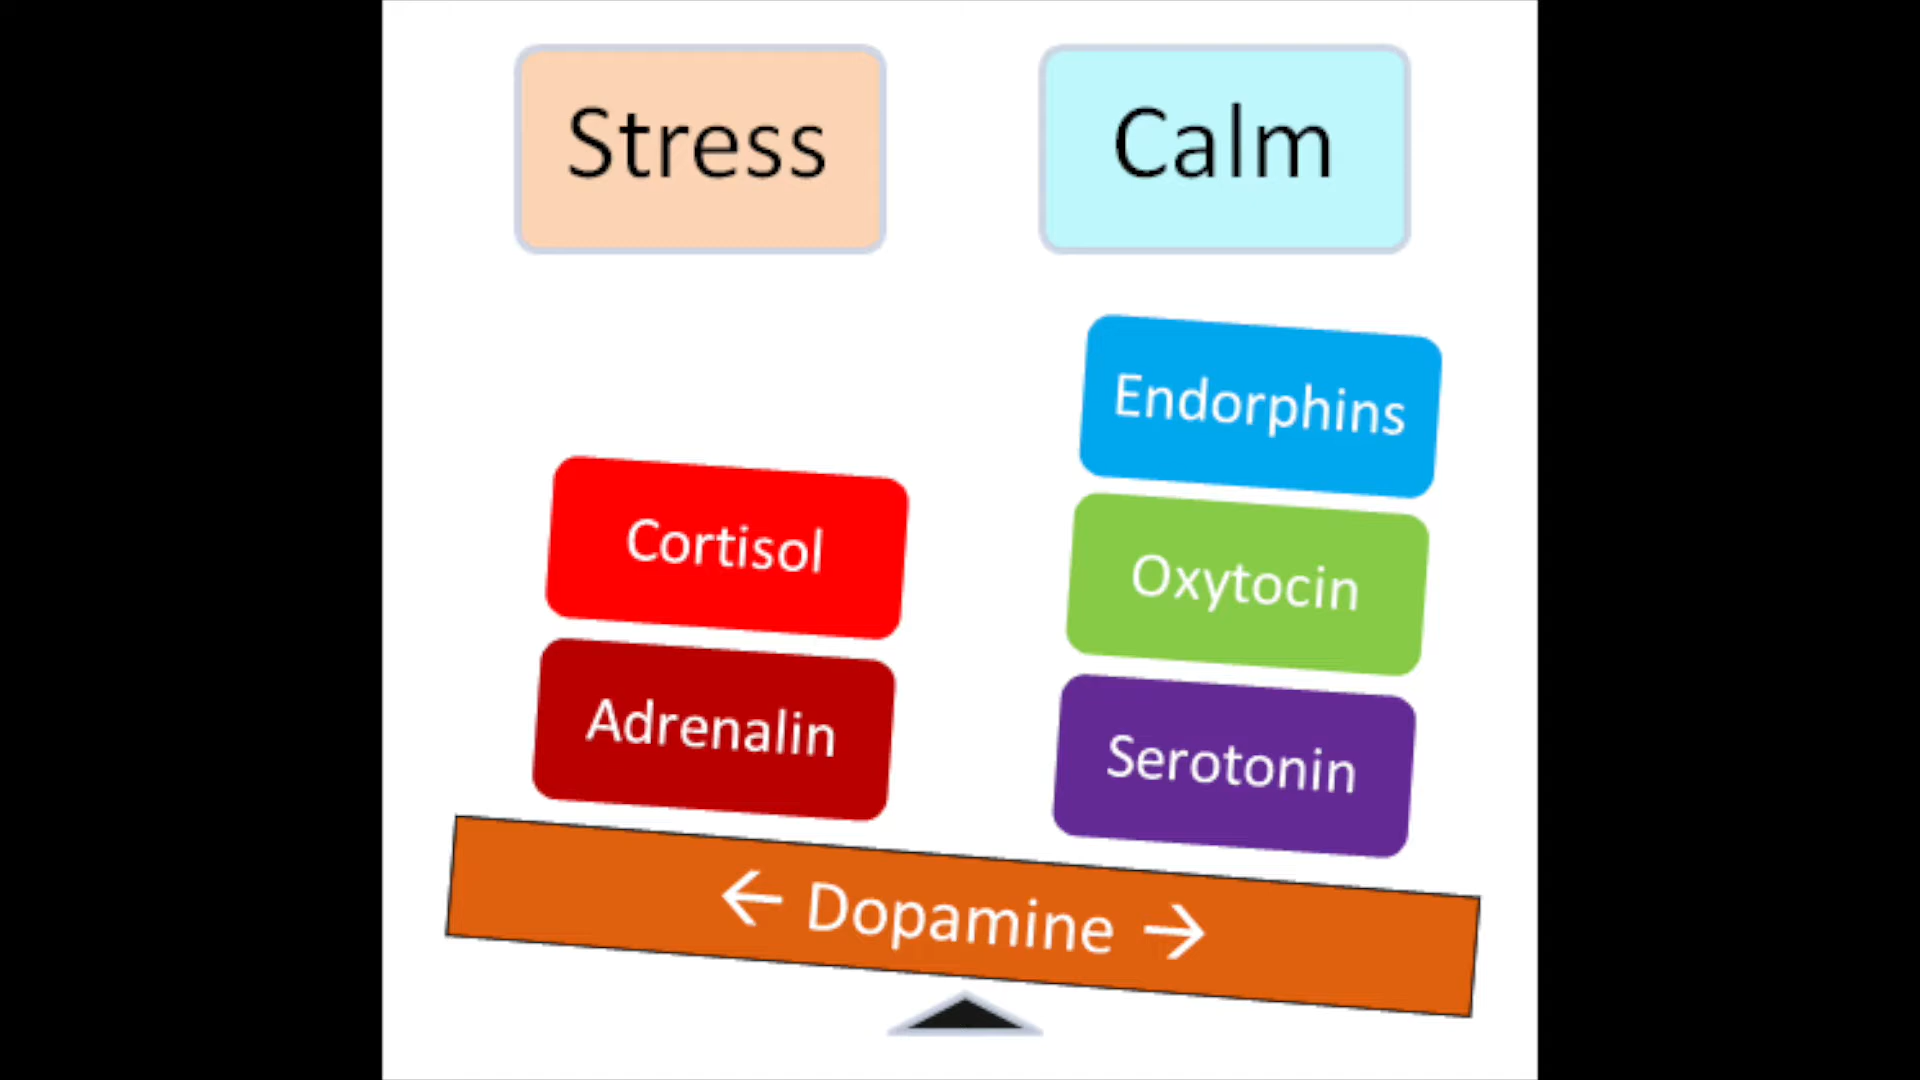 Stress
Calm
Endorphins
Cortisol
Oxytocin
Adrenalin
Serotonin
← Dopamine →